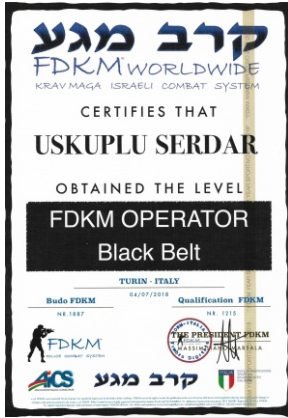 קרב מגע
FDKM WORLDWIDE
KRAV MAGA ISRAELI COMBAT SYSTEM
CERTIFIES THAT
USKUPLU SERDAR
OBTAINED THE LEVEL
FDKM OPERATOR
Black Belt
TURIN - ITALY
04/07/2018
Budo FDKM
Qualification FDKM
NR.1887
NR. 1215
THE PRESIDENT FDKM
FDKM
AICS
קרב מגע